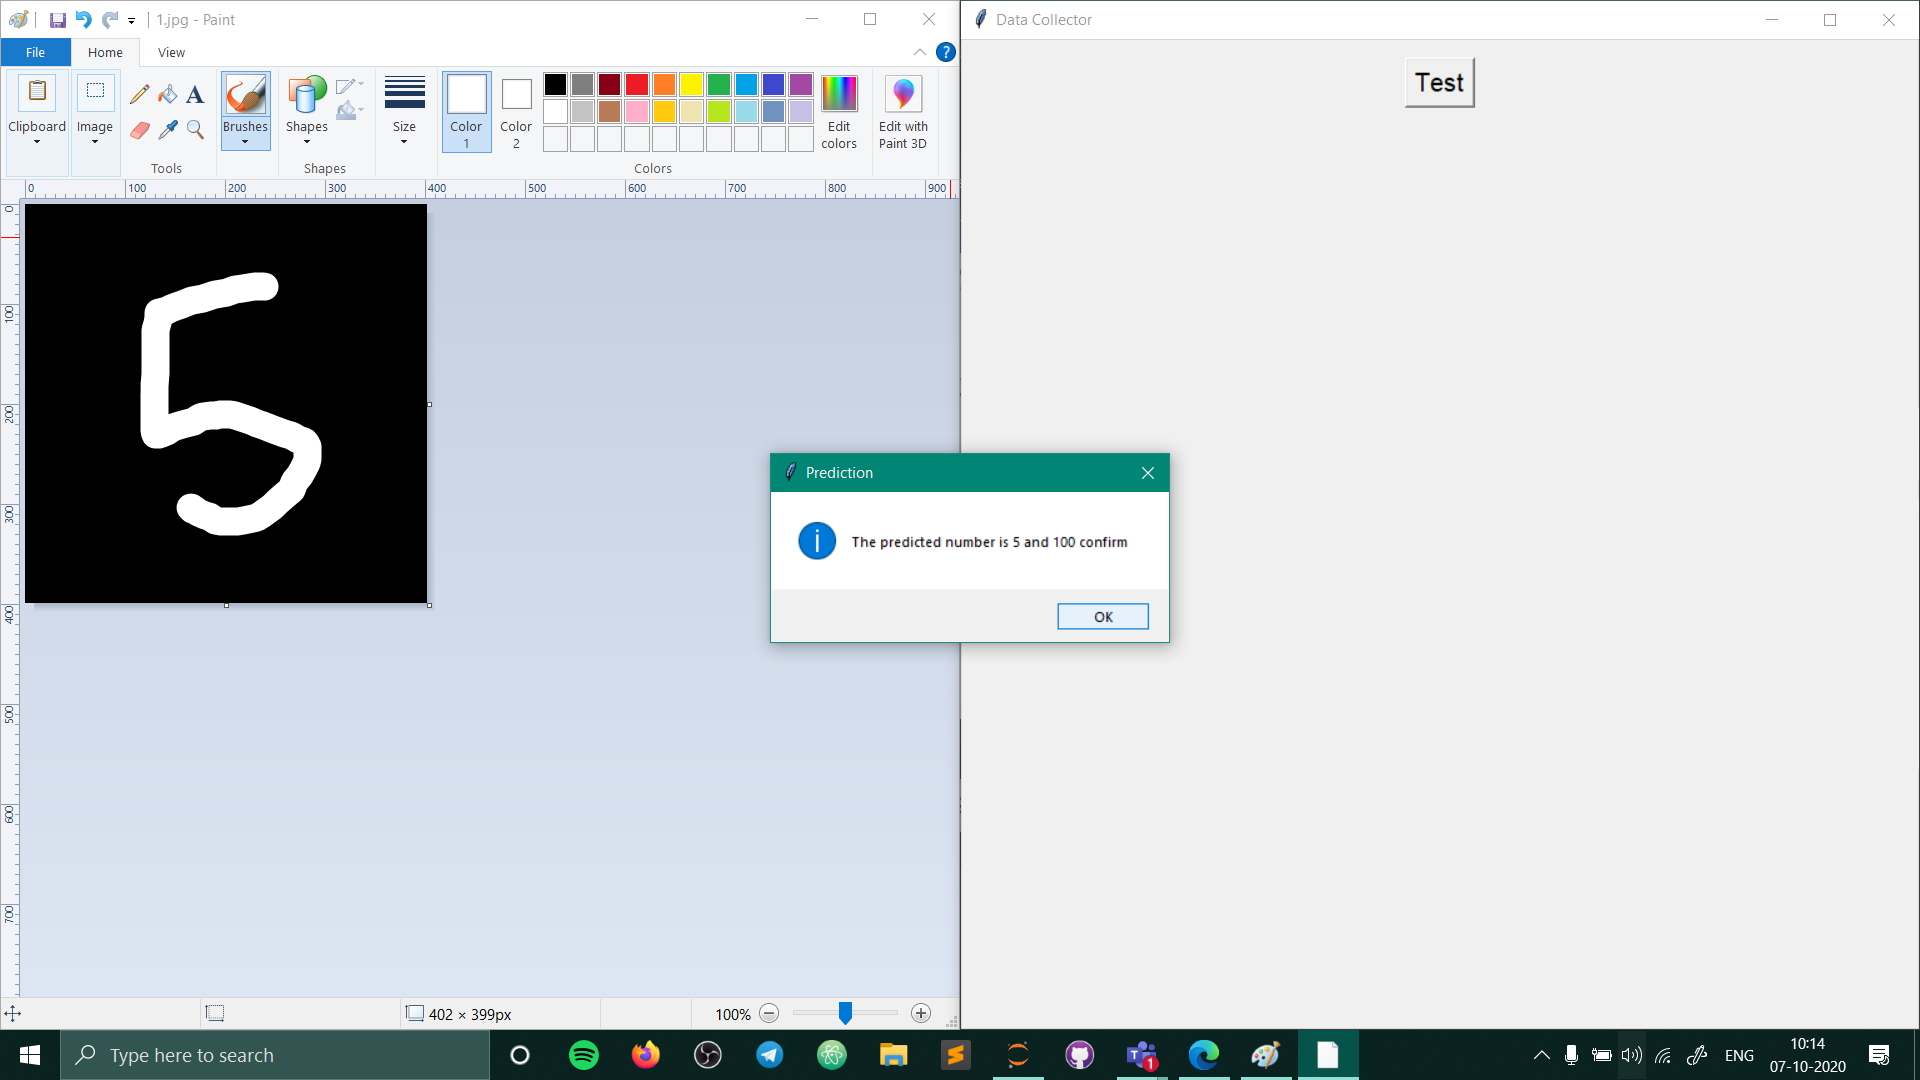 1.jpg - Paint
File Home View
Clipboard
Image
Tools
Brushes
Shapes
Shapes
Size
Color
1
Color
2
Edit
colors
Edit with
Paint 3D
Colors
0 100 200 300 400 500 600 700 800 900
0
100
200
300
400
500
600
700
5
402 × 399px
100%
Data Collector
Test
Prediction
The predicted number is 5 and 100 confirm
OK
Type here to search
1
ENG
10:14
07-10-2020